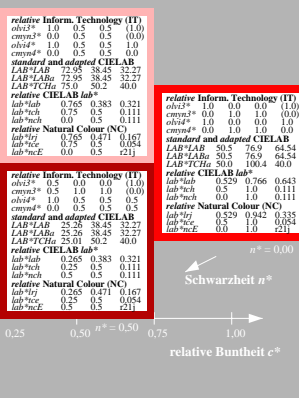 relative Inform. Technology (IT)
olvi3* 1.0 0.5 0.5 (1.0)
cmyn3* 0.0 0.5 0.5 (0.0)
olvi4* 1.0 0.5 0.5 1.0
cmyn4* 0.0 0.5 0.5 0.0
standard and adapted CIELAB
LAB*LAB 72.95 38.45 32.27
LAB*LABa 72.95 38.45 32.27
LAB*TCHa 75.0 50.2 40.0
relative CIELAB lab*
lab*lab 0.765 0.383 0.321
lab*tch 0.75 0.5 0.111
lab*nch 0.0 0.5 0.111
relative Natural Colour (NC)
lab*lrj 0.765 0.471 0.167
lab*tce 0.75 0.5 0.054
lab*ncE 0.0 0.5 r21j
relative Inform. Technology (IT)
olvi3* 1.0 0.0 0.0 (1.0)
cmyn3* 0.0 1.0 1.0 (0.0)
olvi4* 1.0 0.0 0.0 1.0
cmyn4* 0.0 1.0 1.0 0.0
standard and adapted CIELAB
LAB*LAB 50.5 76.9 64.54
LAB*LABa 50.5 76.9 64.54
LAB*TCHa 50.0 100.4 40.0
relative CIELAB lab*
lab*lab 0.529 0.766 0.643
lab*tch 0.5 1.0 0.111
lab*nch 0.0 1.0 0.111
relative Natural Colour (NC)
lab*lrj 0.529 0.942 0.335
lab*tce 0.5 1.0 0.054
lab*ncE 0.0 1.0 r21j
relative Inform. Technology (IT)
olvi3* 0.5 0.0 0.0 (1.0)
cmyn3* 0.5 1.0 1.0 (0.0)
olvi4* 1.0 0.5 0.5 0.5
cmyn4* 0.0 0.5 0.5 0.5
standard and adapted CIELAB
LAB*LAB 25.26 38.45 32.27
LAB*LABa 25.26 38.45 32.27
LAB*TCHa 25.01 50.2 40.0
relative CIELAB lab*
lab*lab 0.265 0.383 0.321
lab*tch 0.25 0.5 0.111
lab*nch 0.5 0.5 0.111
relative Natural Colour (NC)
lab*lrj 0.265 0.471 0.167
lab*tce 0.25 0.5 0.054
lab*ncE 0.5 0.5 r21j
n* = 0,00
Schwarzheit n*
n* = 0,50
0,25 0,50 0,75 1,00
relative Buntheit c*